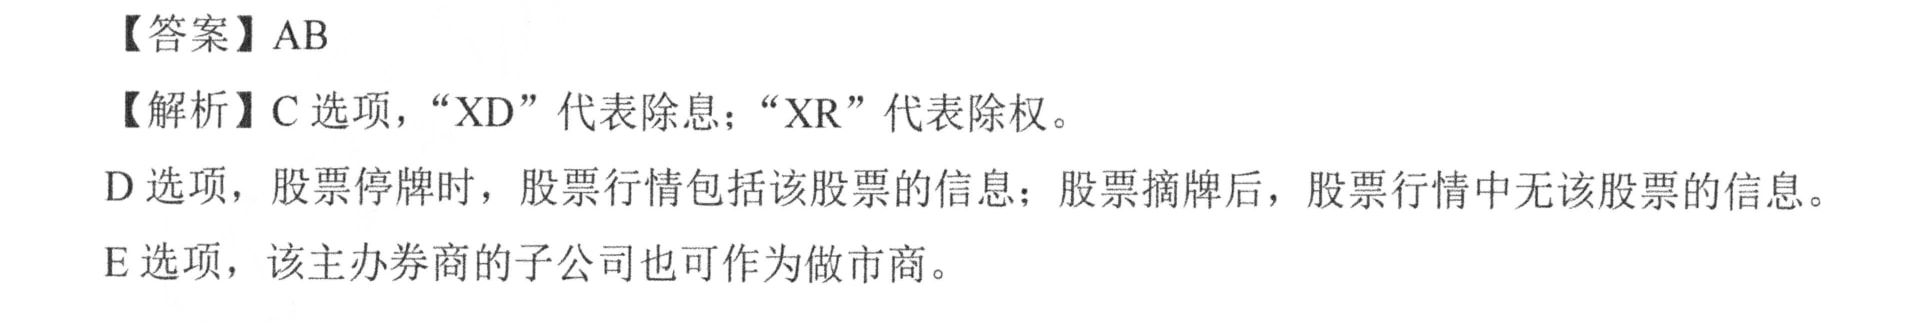 【答案】AB
【解析】C 选项，“XD”代表除息；“XR”代表除权。
D 选项，股票停牌时，股票行情包括该股票的信息；股票摘牌后，股票行情中无该股票的信息。
E 选项，该主办券商的子公司也可作为做市商。